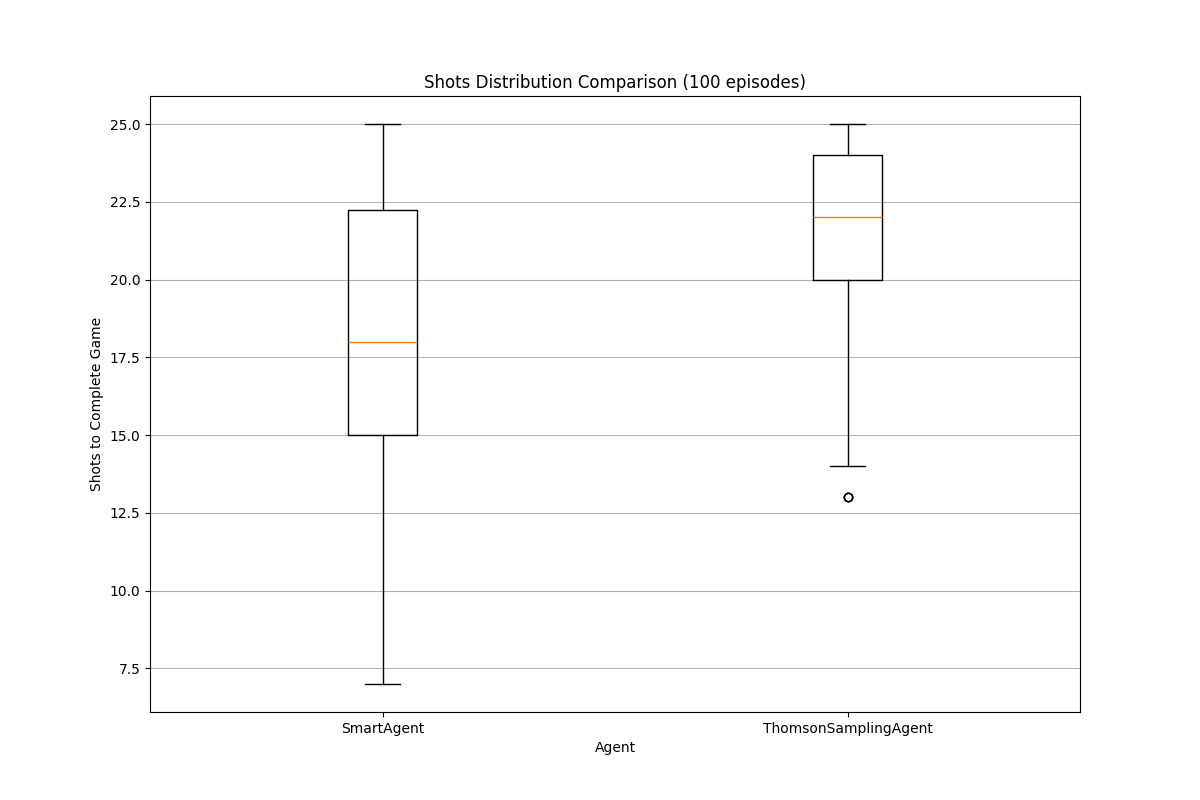 Shots Distribution Comparison (100 episodes)
Shots to Complete Game
25.0
22.5
20.0
17.5
15.0
12.5
10.0
7.5
SmartAgent
ThomsonSamplingAgent
Agent